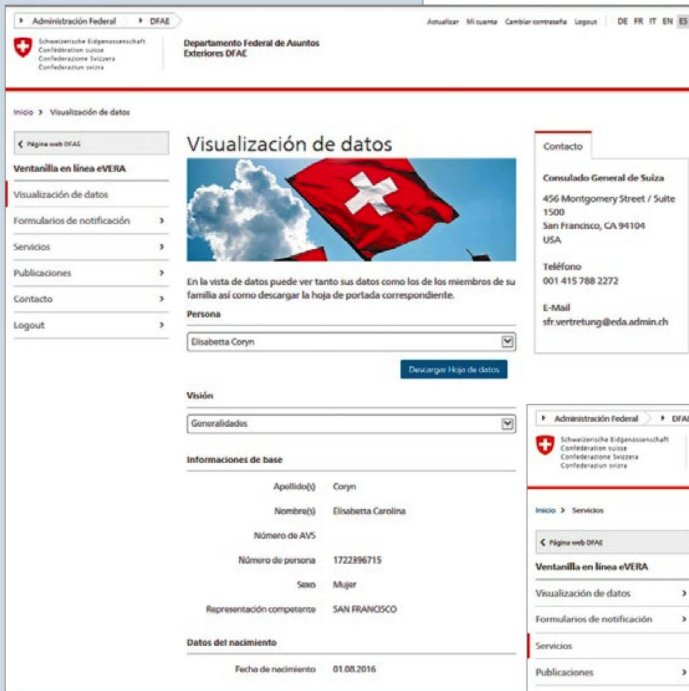 Administración Federal DFAE
Actualizar Mi cuenta Cambiar contraseña Logout DE FR IT EN ES
Schweizerische Eidgenossenschaft
Confédération suisse
Confederazione Svizzera
Confederaziun svizra
Departamento Federal de Asuntos
Exteriores DFAE
Inicio > Visualización de datos
Página web DFAE
Ventanilla en línea eVERA
Visualización de datos
Formularios de notificación
Servicios
Publicaciones
Contacto
Logout
Visualización de datos
En la vista de datos puede ver tanto sus datos como los de los miembros de su
familia así como descargar la hoja de portada correspondiente.
Persona
Elisabetta Coryn
Descargar Hoja de datos
Visión
Generalidades
Informaciones de base
Apellido(s) Coryn
Nombre(s) Elisabetta Carolina
Número de AVS
Número de persona 1722396715
Sexo Mujer
Representación competente SAN FRANCISCO
Datos del nacimiento
Fecha de nacimiento 01.08.2016
Contacto
Consulado General de Suiza
456 Montgomery Street / Suite
1500
San Francisco, CA 94104
USA
Teléfono
001 415 788 2272
E-Mail
sfr.vertretung@eda.admin.ch
Administración Federal DFAE
Schweizerische Eidgenossenschaft
Confédération suisse
Confederazione Svizzera
Confederaziun svizra
Inicio > Servicios
Página web DFAE
Ventanilla en línea eVERA
Visualización de datos
Formularios de notificación
Servicios
Publicaciones